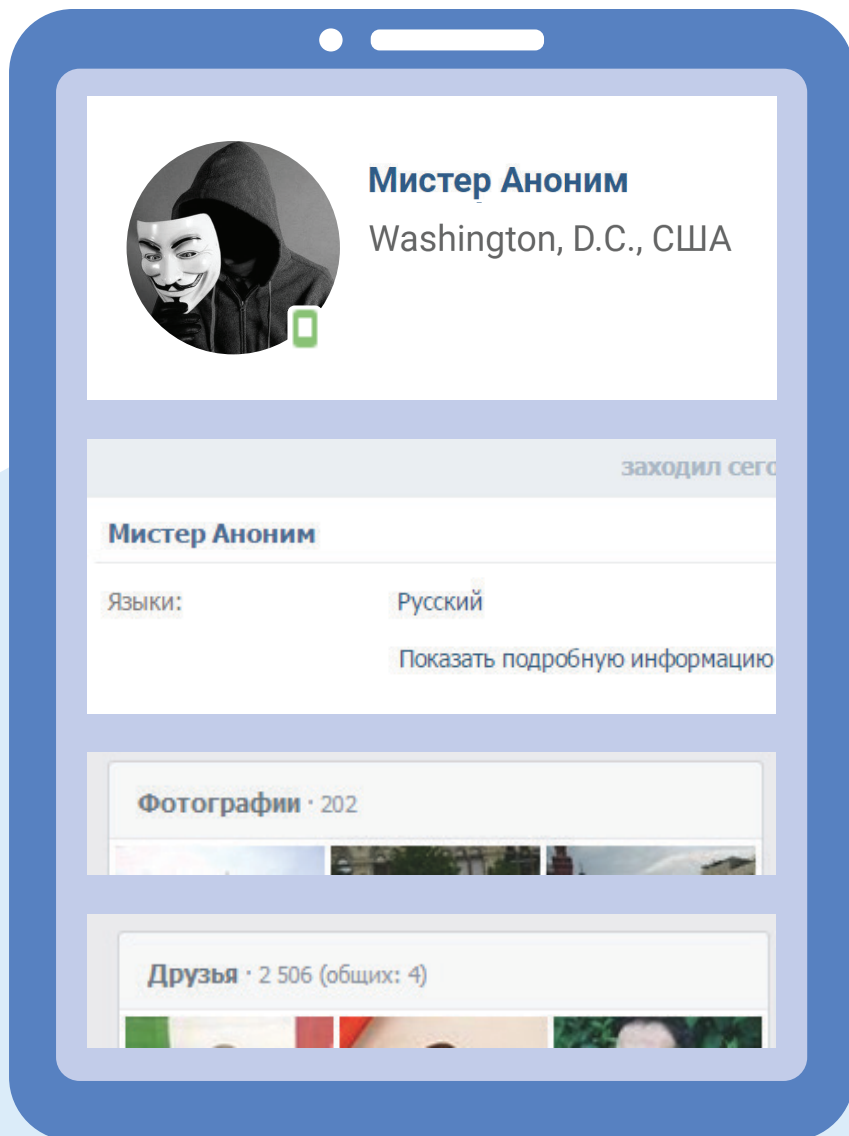 Мистер Аноним
Washington, D.C., США
заходил
Мистер Аноним
Языки: Русский
Показать подробную информацию
Фотографии · 202
Друзья · 2 506 (общих: 4)